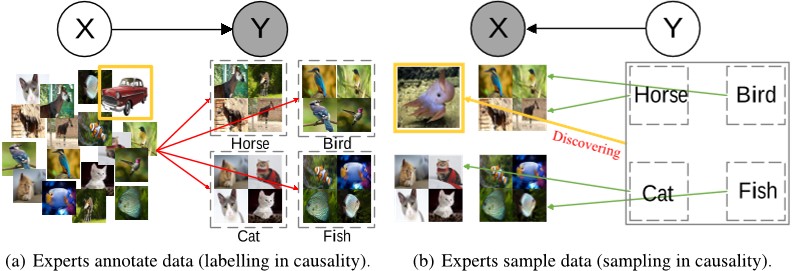 X
Y
Horse
Bird
Cat
Fish
(a) Experts annotate data (labelling in causality).
X
Y
Horse
Bird
Discovering
Cat
Fish
(b) Experts sample data (sampling in causality).